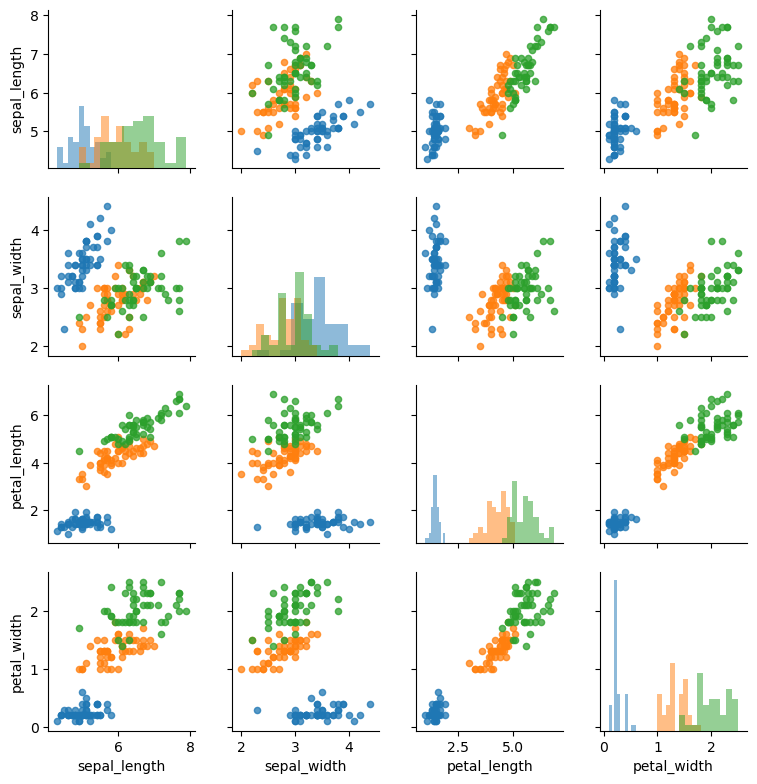 sepal_length
8
7
6
5
sepal_width
4
3
2
petal_length
6
4
2
petal_width
2
1
0
6 8
2 3 4
2.5 5.0
0 1 2
sepal_length sepal_width petal_length petal_width